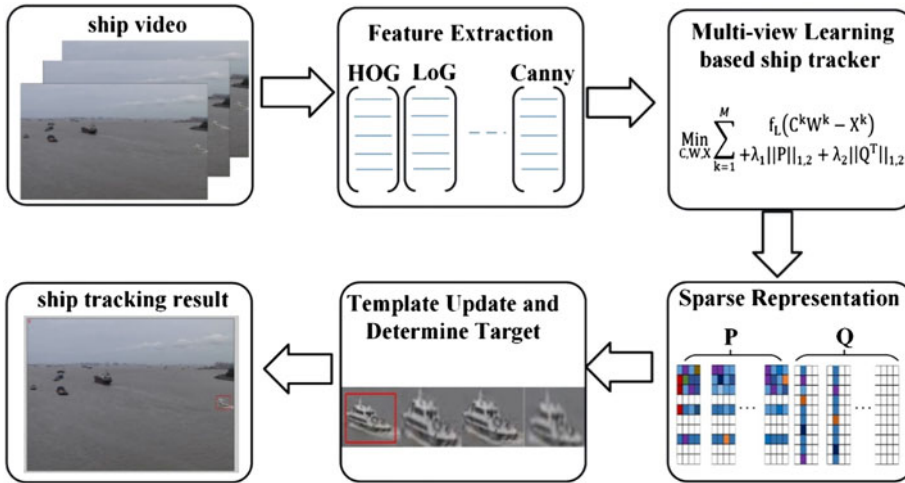 ship video
Feature Extraction
HOG LoG Canny
Multi-view Learning
based ship tracker
Min C,W,X ∑ k=1 M f_L(C^k W^k − X^k)
+λ₁||P||₁,₂ + λ₂||Q^T||₁,₂
ship tracking result
Template Update and
Determine Target
Sparse Representation
P Q